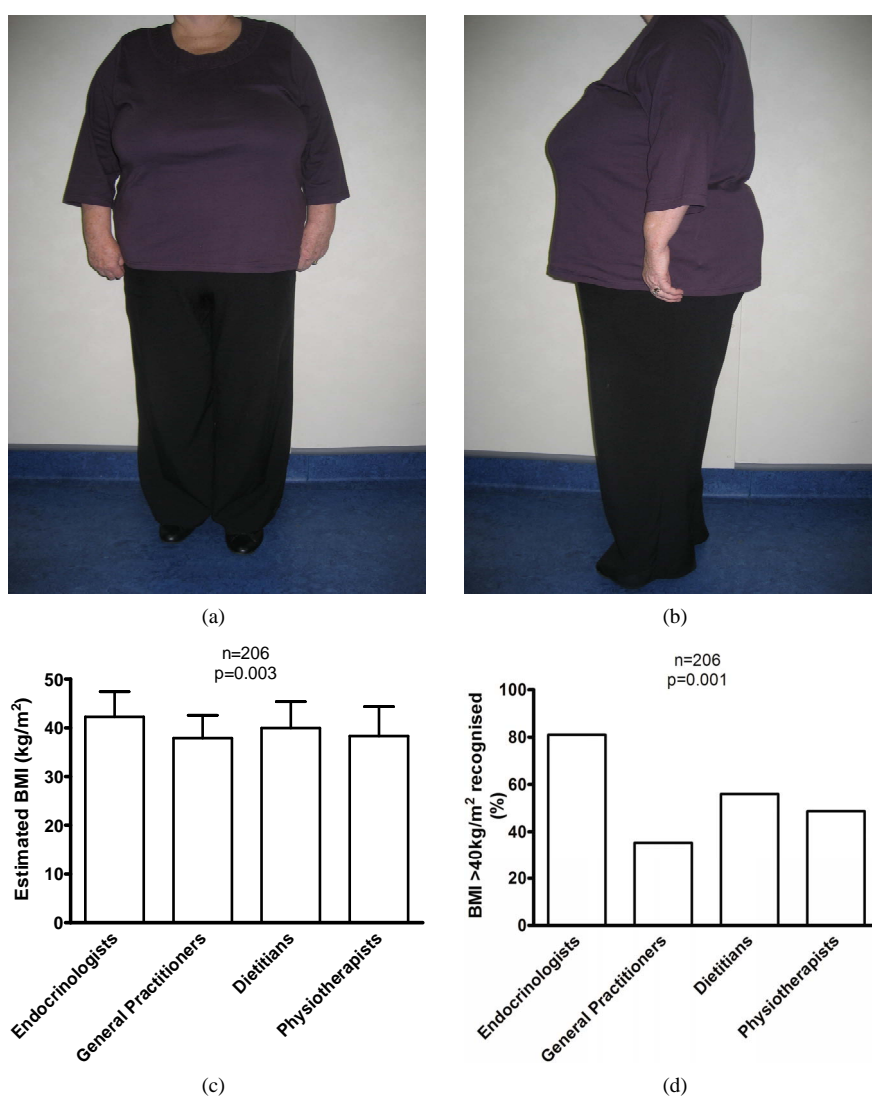 (a)
(b)
n=206
p=0.003
Estimated BMI (kg/m²)
50
40
30
20
10
0
Endocrinologists
General Practitioners
Dietitians
Physiotherapists
(c)
n=206
p=0.001
BMI >40kg/m² recognised
(%)
100
80
60
40
20
0
Endocrinologists
General Practitioners
Dietitians
Physiotherapists
(d)